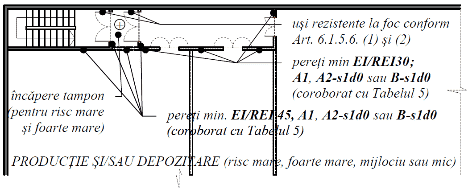 uși rezistente la foc conform
Art. 6.1.5.6. (1) și (2)
pereți min EI/REI30;
A1, A2-s1d0 sau B-s1d0
(coroborat cu Tabelul 5)
încăpere tampon
(pentru risc mare
și foarte mare)
pereți min. EI/REI 45, A1, A2-s1d0 sau B-s1d0
(coroborat cu Tabelul 5)
PRODUCȚIE ȘI/SAU DEPOZITARE (risc mare, foarte mare, mijlociu sau mic)